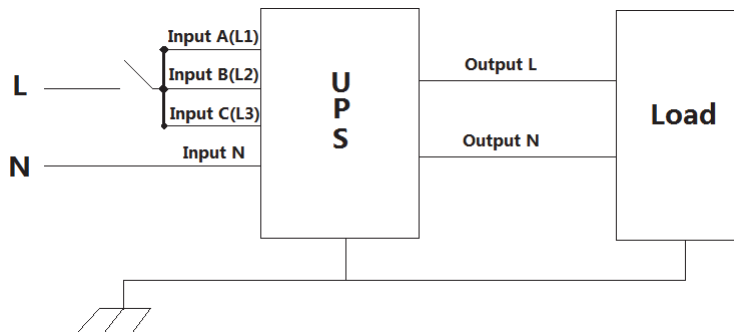 Input A(L1)
L
Input B(L2)
Input C(L3)
N
Input N
U
P
S
Output L
Output N
Load